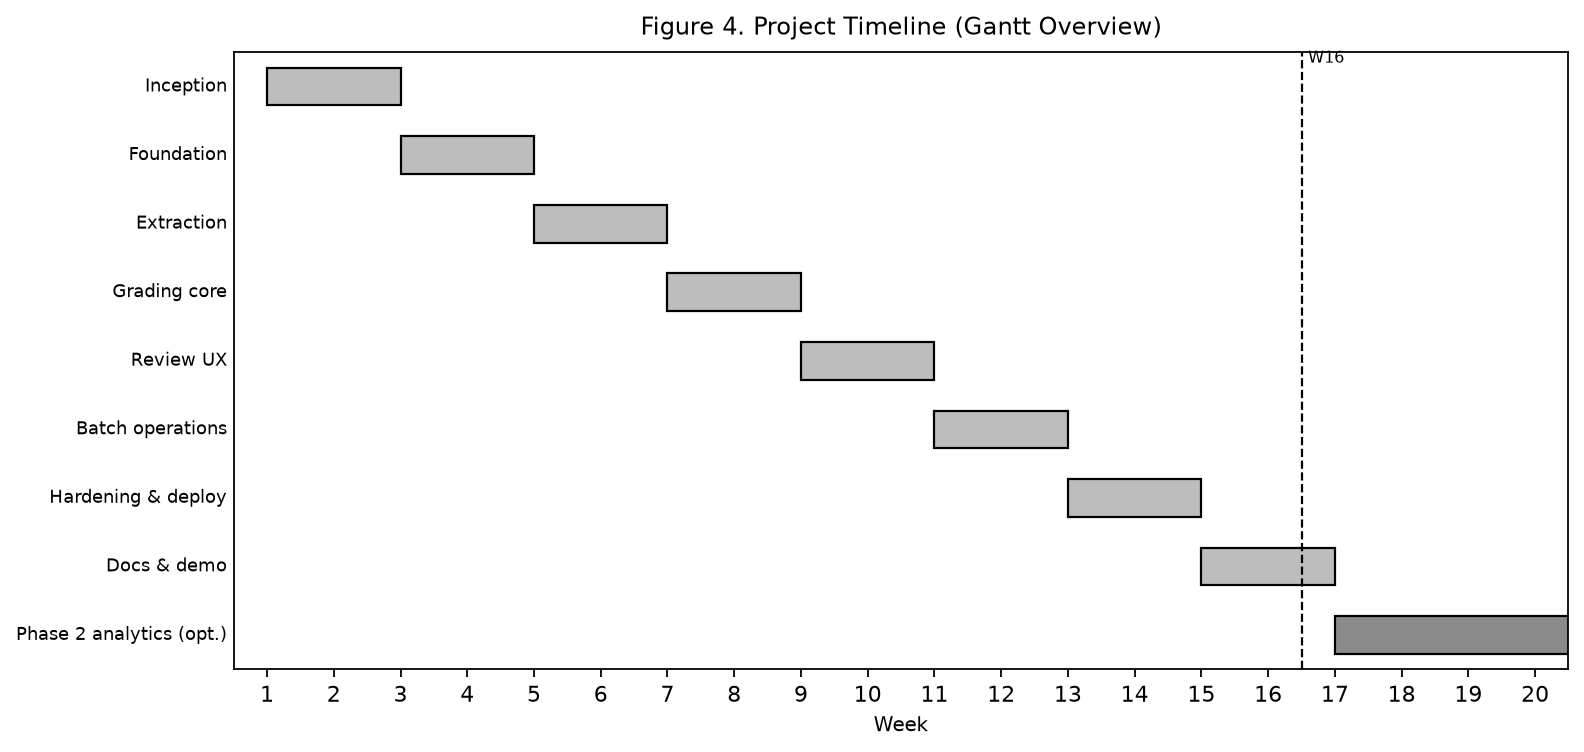 Figure 4. Project Timeline (Gantt Overview)
W16
Inception
Foundation
Extraction
Grading core
Review UX
Batch operations
Hardening & deploy
Docs & demo
Phase 2 analytics (opt.)
1 2 3 4 5 6 7 8 9 10 11 12 13 14 15 16 17 18 19 20
Week